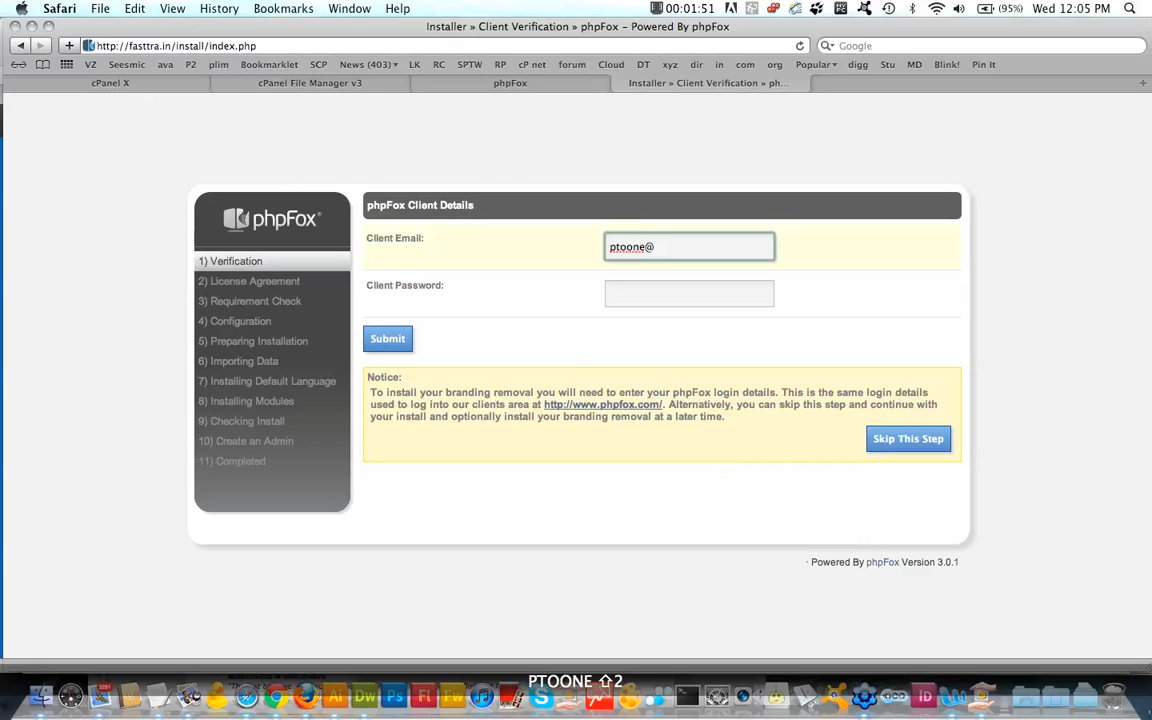 Safari File Edit View History Bookmarks Window Help 00:01:51 (95%) Wed 12:05 PM
Installer » Client Verification » phpFox – Powered By phpFox
http://fasttra.in/install/index.php Google
VZ Seesmic ava P2 plim Bookmarklet SCP News (403) LK RC SPTW RP cP net forum Cloud DT xyz dir in com org Popular digg Stu MD Blink! Pin It
cPanel X cPanel File Manager v3 phpFox Installer » Client Verification » ph...
phpFox
1) Verification
2) License Agreement
3) Requirement Check
4) Configuration
5) Preparing Installation
6) Importing Data
7) Installing Default Language
8) Installing Modules
9) Checking Install
10) Create an Admin
11) Completed
phpFox Client Details
Client Email: ptoone@
Client Password:
Submit
Notice:
To install your branding removal you will need to enter your phpFox login details. This is the same login details
used to log into our clients area at http://www.phpfox.com/. Alternatively, you can skip this step and continue with
your install and optionally install your branding removal at a later time.
Skip This Step
· Powered By phpFox Version 3.0.1
PTOONE ⇧2
Ai Dw Ps Fl Fw ID